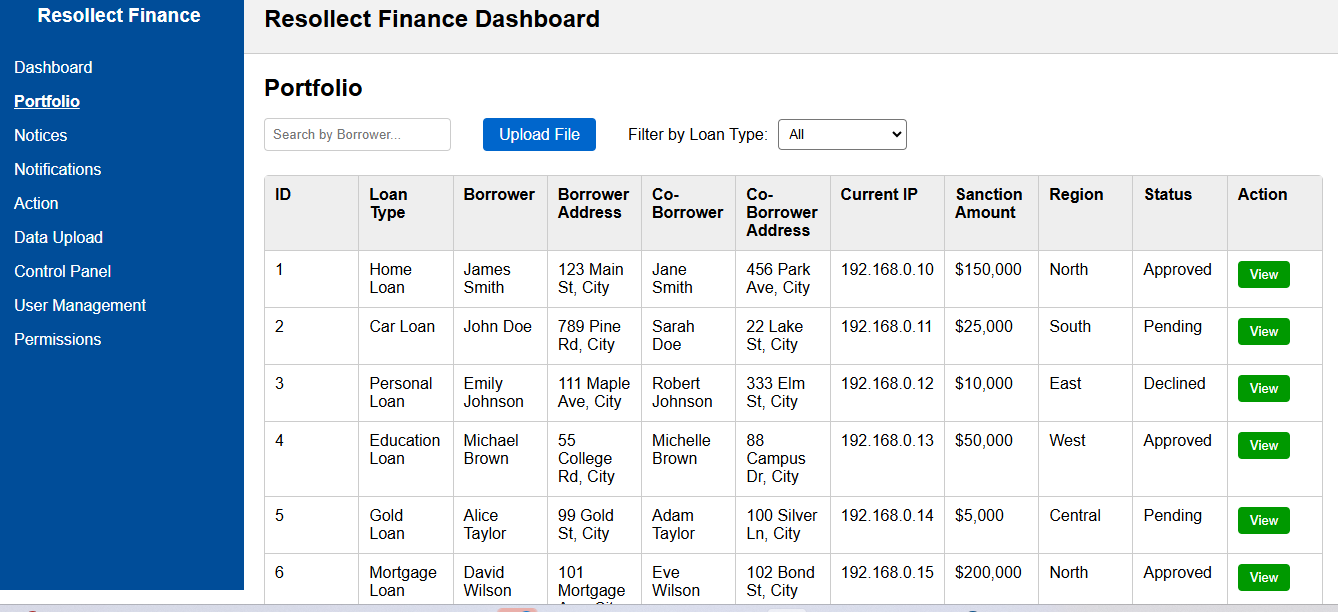 Resollect Finance
Resollect Finance Dashboard
Dashboard
Portfolio
Notices
Notifications
Action
Data Upload
Control Panel
User Management
Permissions
Portfolio
Search by Borrower...
Upload File
Filter by Loan Type:
All
ID
Loan
Type
Borrower
Borrower
Address
Co-
Borrower
Co-
Borrower
Address
Current IP
Sanction
Amount
Region
Status
Action
1
Home
Loan
James
Smith
123 Main
St, City
Jane
Smith
456 Park
Ave, City
192.168.0.10
$150,000
North
Approved
View
2
Car Loan
John Doe
789 Pine
Rd, City
Sarah
Doe
22 Lake
St, City
192.168.0.11
$25,000
South
Pending
View
3
Personal
Loan
Emily
Johnson
111 Maple
Ave, City
Robert
Johnson
333 Elm
St, City
192.168.0.12
$10,000
East
Declined
View
4
Education
Loan
Michael
Brown
55
College
Rd, City
Michelle
Brown
88
Campus
Dr, City
192.168.0.13
$50,000
West
Approved
View
5
Gold
Loan
Alice
Taylor
99 Gold
St, City
Adam
Taylor
100 Silver
Ln, City
192.168.0.14
$5,000
Central
Pending
View
6
Mortgage
Loan
David
Wilson
101
Mortgage
Eve
Wilson
102 Bond
St, City
192.168.0.15
$200,000
North
Approved
View